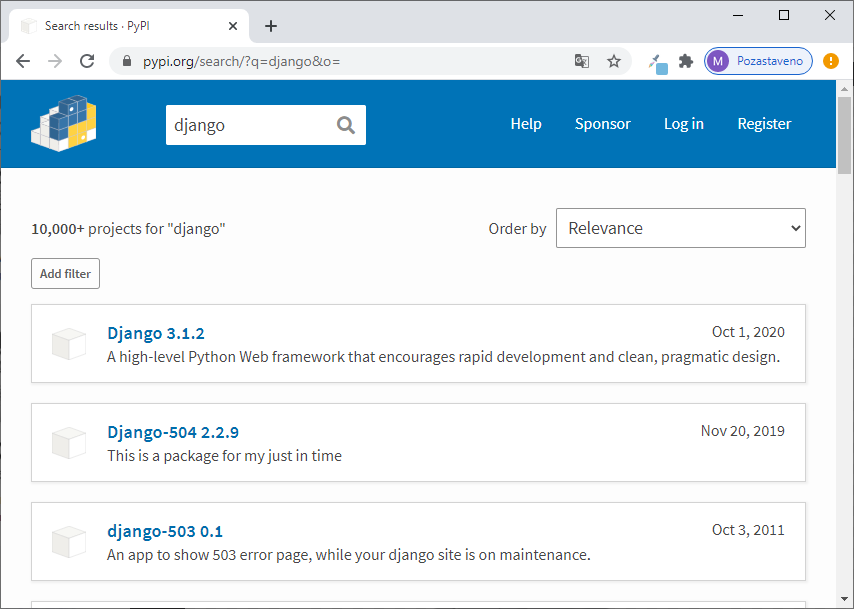 Search results · PyPI
pypi.org/search/?q=django&o=
M Pozastaveno
django
Help Sponsor Log in Register
10,000+ projects for "django"
Order by Relevance
Add filter
Django 3.1.2 Oct 1, 2020
A high-level Python Web framework that encourages rapid development and clean, pragmatic design.
Django-504 2.2.9 Nov 20, 2019
This is a package for my just in time
django-503 0.1 Oct 3, 2011
An app to show 503 error page, while your django site is on maintenance.